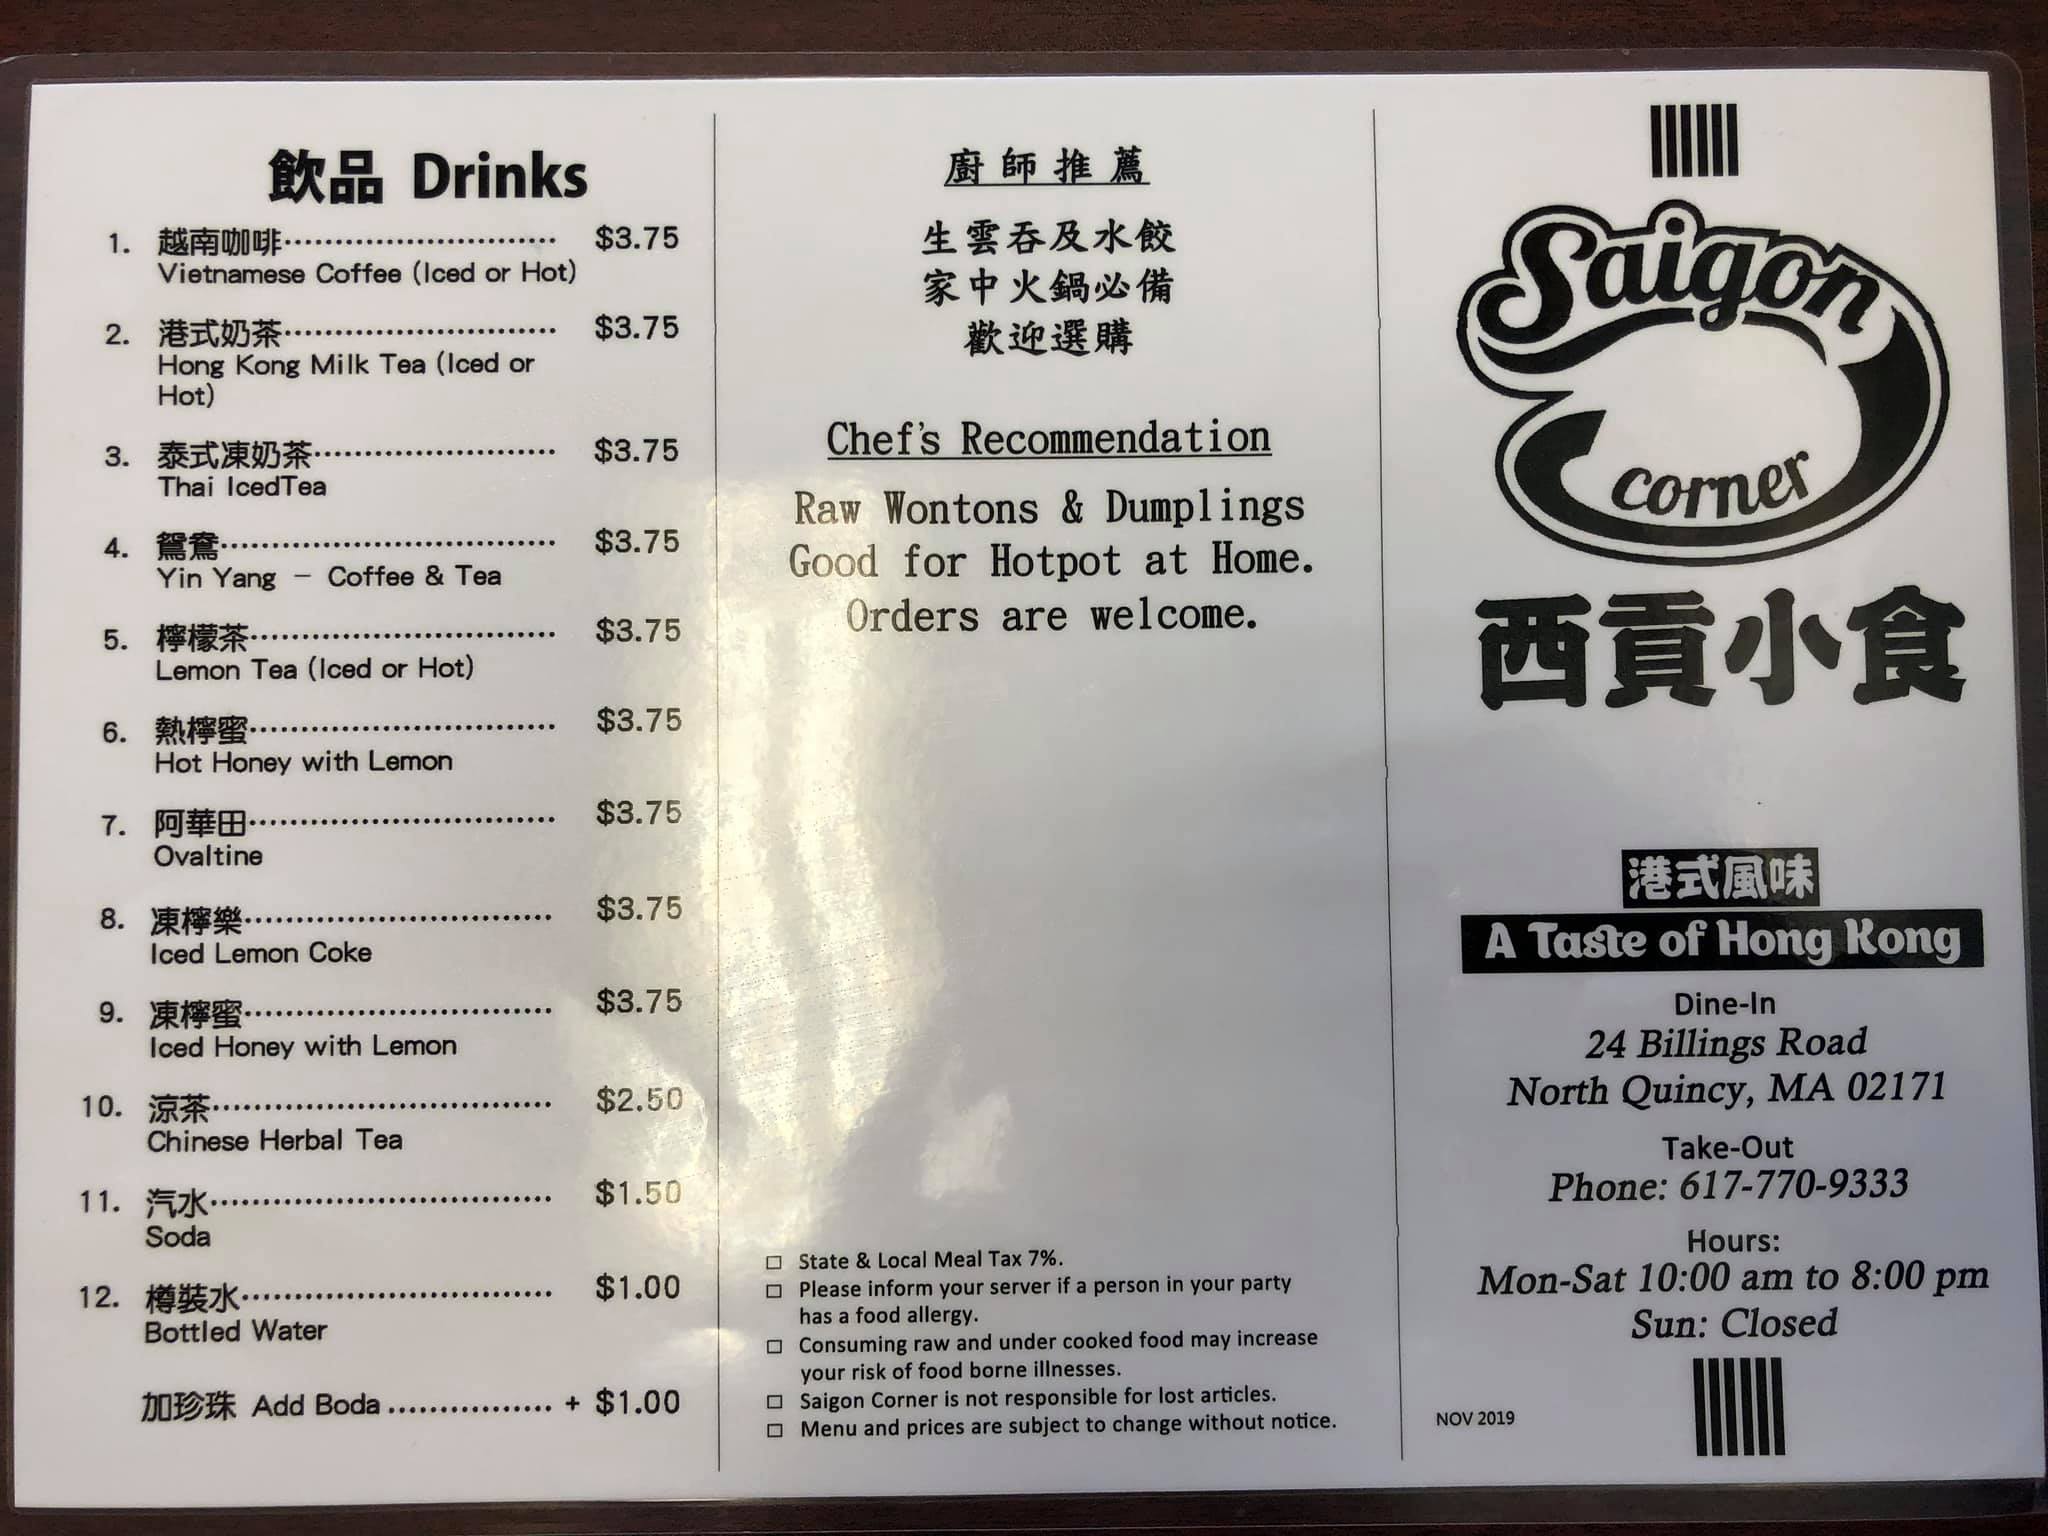 飲品 Drinks
1. 越南咖啡 $3.75
Vietnamese Coffee (Iced or Hot)
2. 港式奶茶 $3.75
Hong Kong Milk Tea (Iced or
Hot)
3. 泰式凍奶茶 $3.75
Thai IcedTea
4. 鴛鴦 $3.75
Yin Yang - Coffee & Tea
5. 檸檬茶 $3.75
Lemon Tea (Iced or Hot)
6. 熱檸蜜 $3.75
Hot Honey with Lemon
7. 阿華田 $3.75
Ovaltine
8. 凍檸樂 $3.75
Iced Lemon Coke
9. 凍檸蜜 $3.75
Iced Honey with Lemon
10. 涼茶 $2.50
Chinese Herbal Tea
11. 汽水 $1.50
Soda
12. 樽裝水 $1.00
Bottled Water
加珍珠 Add Boda + $1.00
廚師推薦
生雲吞及水餃
家中火鍋必備
歡迎選購
Chef's Recommendation
Raw Wontons & Dumplings
Good for Hotpot at Home.
Orders are welcome.
State & Local Meal Tax 7%.
Please inform your server if a person in your party
has a food allergy.
Consuming raw and under cooked food may increase
your risk of food borne illnesses.
Saigon Corner is not responsible for lost articles.
Menu and prices are subject to change without notice.
Saigon
corner
西貢小食
港式風味
A Taste of Hong Kong
Dine-In
24 Billings Road
North Quincy, MA 02171
Take-Out
Phone: 617-770-9333
Hours:
Mon-Sat 10:00 am to 8:00 pm
Sun: Closed
NOV 2019